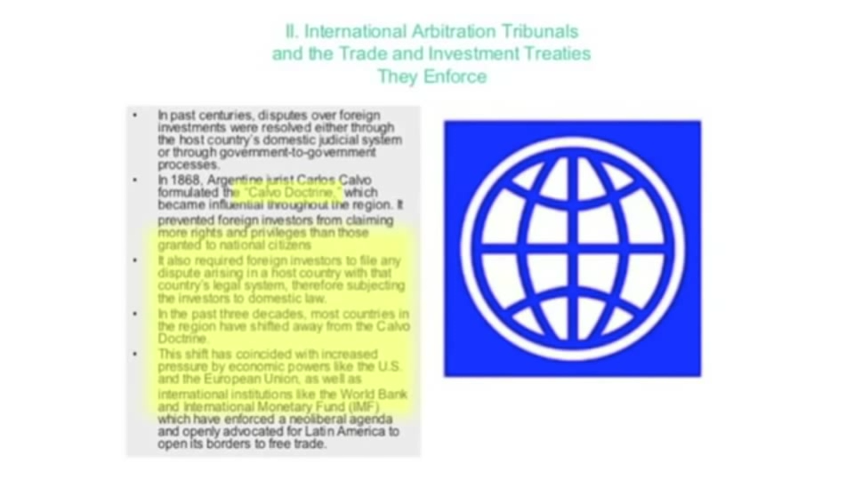 II. International Arbitration Tribunals
and the Trade and Investment Treaties
They Enforce
• In past centuries, disputes over foreign
investments were resolved either through
the host country's domestic judicial system
or through government-to-government
processes.
• In 1868, Argentine jurist Carlos Calvo
formulated the "Calvo Doctrine," which
became influential throughout the region. It
prevented foreign investors from claiming
more rights and privileges than those
granted to national citizens
• It also required foreign investors to file any
dispute arising in a host country with that
country's legal system, therefore subjecting
the investors to domestic law.
• In the past three decades, most countries in
the region have shifted away from the Calvo
Doctrine.
• This shift has coincided with increased
pressure by economic powers like the U.S.
and the European Union, as well as
international institutions like the World Bank
and International Monetary Fund (IMF)
which have enforced a neoliberal agenda
and openly advocated for Latin America to
open its borders to free trade.